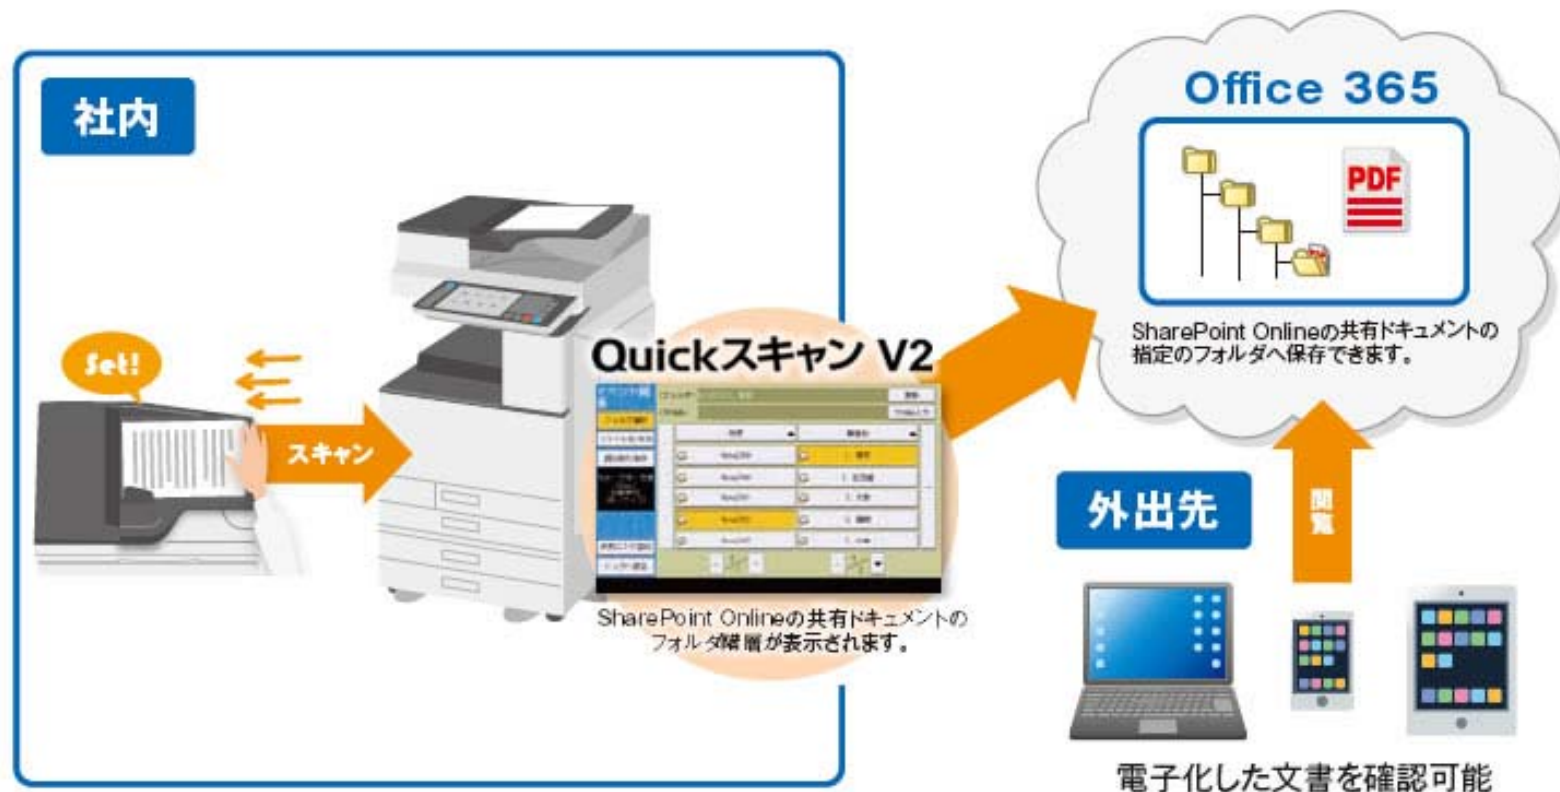 社内
Set!
スキャン
Quickスキャン V2
SharePoint Onlineの共有ドキュメントの
フォルダ階層が表示されます。
Office 365
PDF
SharePoint Onlineの共有ドキュメントの
指定のフォルダへ保存できます。
外出先
閲覧
電子化した文書を確認可能